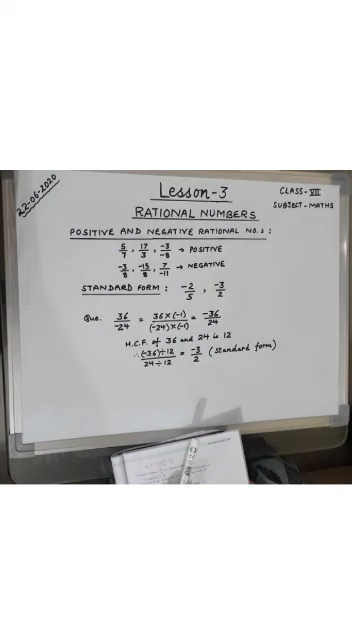 22-06-2020
Lesson-3
CLASS-VII
SUBJECT-MATHS
RATIONAL NUMBERS
POSITIVE AND NEGATIVE RATIONAL NO.s :
5/7, 17/3, -3/-8 → POSITIVE
-3/8, -15/8, 7/-11 → NEGATIVE
STANDARD FORM : -2/5, -3/2
Que. 36/-24 = 36×(-1)/(-24)×(-1) = -36/24
H.C.F of 36 and 24 is 12
∴ (-36)÷12/24÷12 = -3/2 (Standard form)